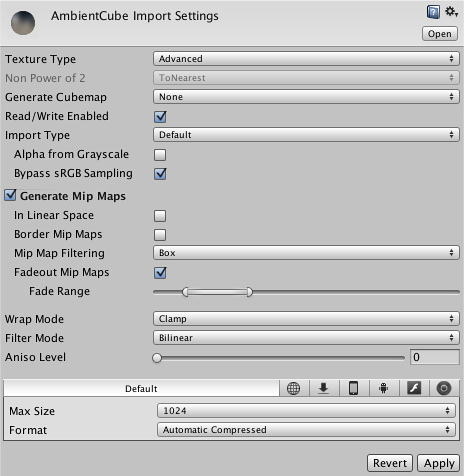 AmbientCube Import Settings
Open
Texture Type Advanced
Non Power of 2 ToNearest
Generate Cubemap None
Read/Write Enabled
Import Type Default
Alpha from Grayscale
Bypass sRGB Sampling
Generate Mip Maps
In Linear Space
Border Mip Maps
Mip Map Filtering Box
Fadeout Mip Maps
Fade Range
Wrap Mode Clamp
Filter Mode Bilinear
Aniso Level 0
Default
Max Size 1024
Format Automatic Compressed
Revert Apply